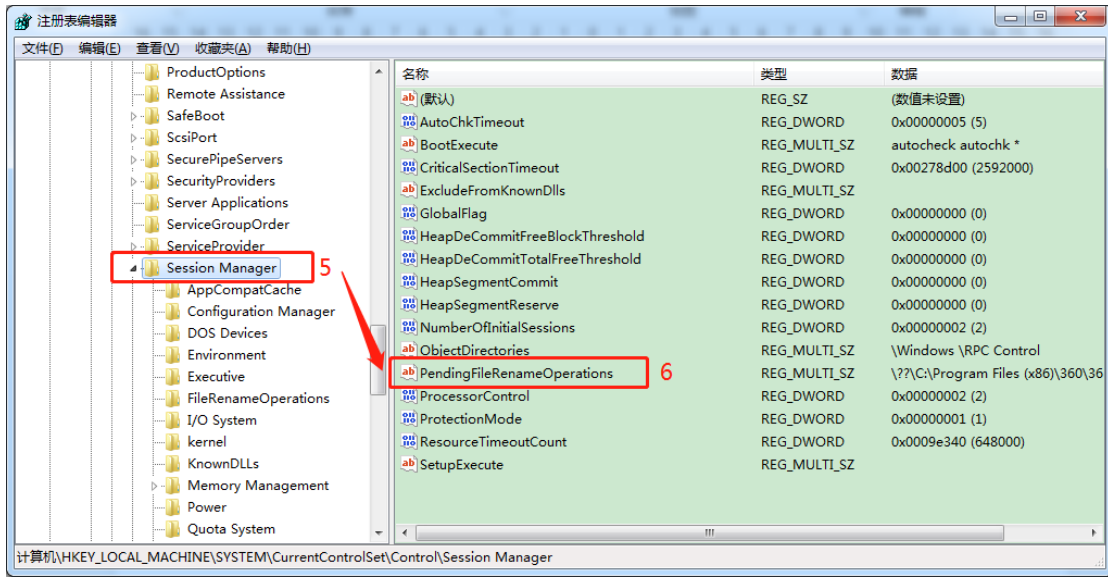 注册表编辑器
文件(F) 编辑(E) 查看(V) 收藏夹(A) 帮助(H)
ProductOptions
Remote Assistance
SafeBoot
ScsiPort
SecurePipeServers
SecurityProviders
Server Applications
ServiceGroupOrder
ServiceProvider
Session Manager 5
AppCompatCache
Configuration Manager
DOS Devices
Environment
Executive
FileRenameOperations
I/O System
kernel
KnownDLLs
Memory Management
Power
Quota System
名称 类型 数据
(默认) REG_SZ (数值未设置)
AutoChkTimeout REG_DWORD 0x00000005 (5)
BootExecute REG_MULTI_SZ autocheck autochk *
CriticalSectionTimeout REG_DWORD 0x00278d00 (2592000)
ExcludeFromKnownDlls REG_MULTI_SZ
GlobalFlag REG_DWORD 0x00000000 (0)
HeapDeCommitFreeBlockThreshold REG_DWORD 0x00000000 (0)
HeapDeCommitTotalFreeThreshold REG_DWORD 0x00000000 (0)
HeapSegmentCommit REG_DWORD 0x00000000 (0)
HeapSegmentReserve REG_DWORD 0x00000000 (0)
NumberOfInitialSessions REG_DWORD 0x00000002 (2)
ObjectDirectories REG_MULTI_SZ \Windows \RPC Control
PendingFileRenameOperations 6 REG_MULTI_SZ \??\C:\Program Files (x86)\360\36
ProcessorControl REG_DWORD 0x00000002 (2)
ProtectionMode REG_DWORD 0x00000001 (1)
ResourceTimeoutCount REG_DWORD 0x0009e340 (648000)
SetupExecute REG_MULTI_SZ
计算机\HKEY_LOCAL_MACHINE\SYSTEM\CurrentControlSet\Control\Session Manager